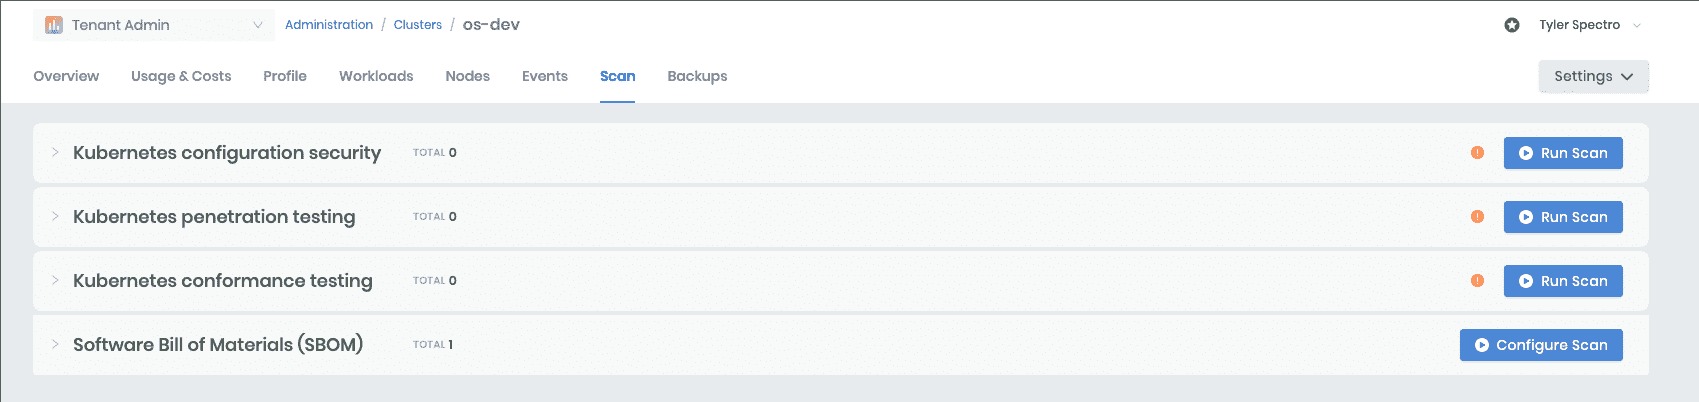 Tenant Admin Administration / Clusters / os-dev Tyler Spectro
Overview Usage & Costs Profile Workloads Nodes Events Scan Backups Settings
Kubernetes configuration security TOTAL 0 Run Scan
Kubernetes penetration testing TOTAL 0 Run Scan
Kubernetes conformance testing TOTAL 0 Run Scan
Software Bill of Materials (SBOM) TOTAL 1 Configure Scan